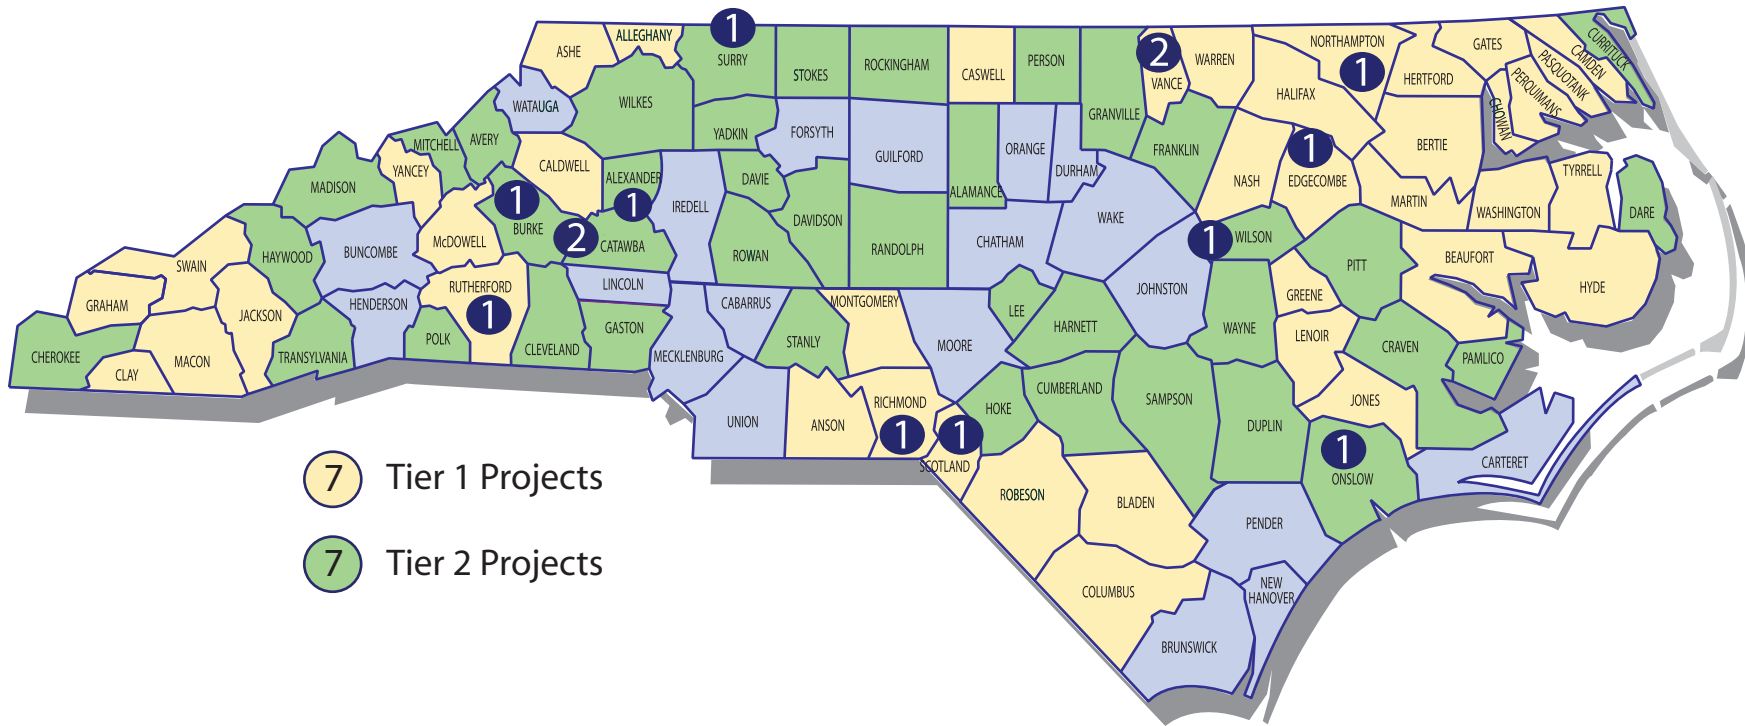 ALLEGHANY
ASHE
1
SURRY
STOKES
ROCKINGHAM
CASWELL
PERSON
2
VANCE
WARREN
NORTHAMPTON
1
GATES
HERTFORD
CURRITUCK
CAMDEN
PASQUOTANK
PERQUIMANS
CHOWAN
WATAUGA
WILKES
HALIFAX
GRANVILLE
MITCHELL
AVERY
YADKIN
FORSYTH
GUILFORD
ORANGE
DURHAM
FRANKLIN
1
BERTIE
YANCEY
CALDWELL
ALEXANDER
1
DAVIE
ALAMANCE
NASH
EDGECOMBE
TYRRELL
MADISON
1
BURKE
IREDELL
DAVIDSON
WAKE
MARTIN
WASHINGTON
DARE
2
CATAWBA
McDOWELL
BUNCOMBE
HAYWOOD
SWAIN
ROWAN
RANDOLPH
CHATHAM
1
WILSON
PITT
BEAUFORT
HYDE
GRAHAM
JACKSON
HENDERSON
RUTHERFORD
1
LINCOLN
CABARRUS
MONTGOMERY
LEE
JOHNSTON
GREENE
CHEROKEE
CLAY
MACON
TRANSYLVANIA
POLK
CLEVELAND
GASTON
MECKLENBURG
STANLY
MOORE
HARNETT
WAYNE
LENOIR
CRAVEN
PAMLICO
UNION
ANSON
RICHMOND
1
HOKE
CUMBERLAND
SAMPSON
DUPLIN
JONES
1
SCOTLAND
1
ONSLOW
CARTERET
7 Tier 1 Projects
ROBESON
BLADEN
PENDER
7 Tier 2 Projects
COLUMBUS
NEW
HANOVER
BRUNSWICK